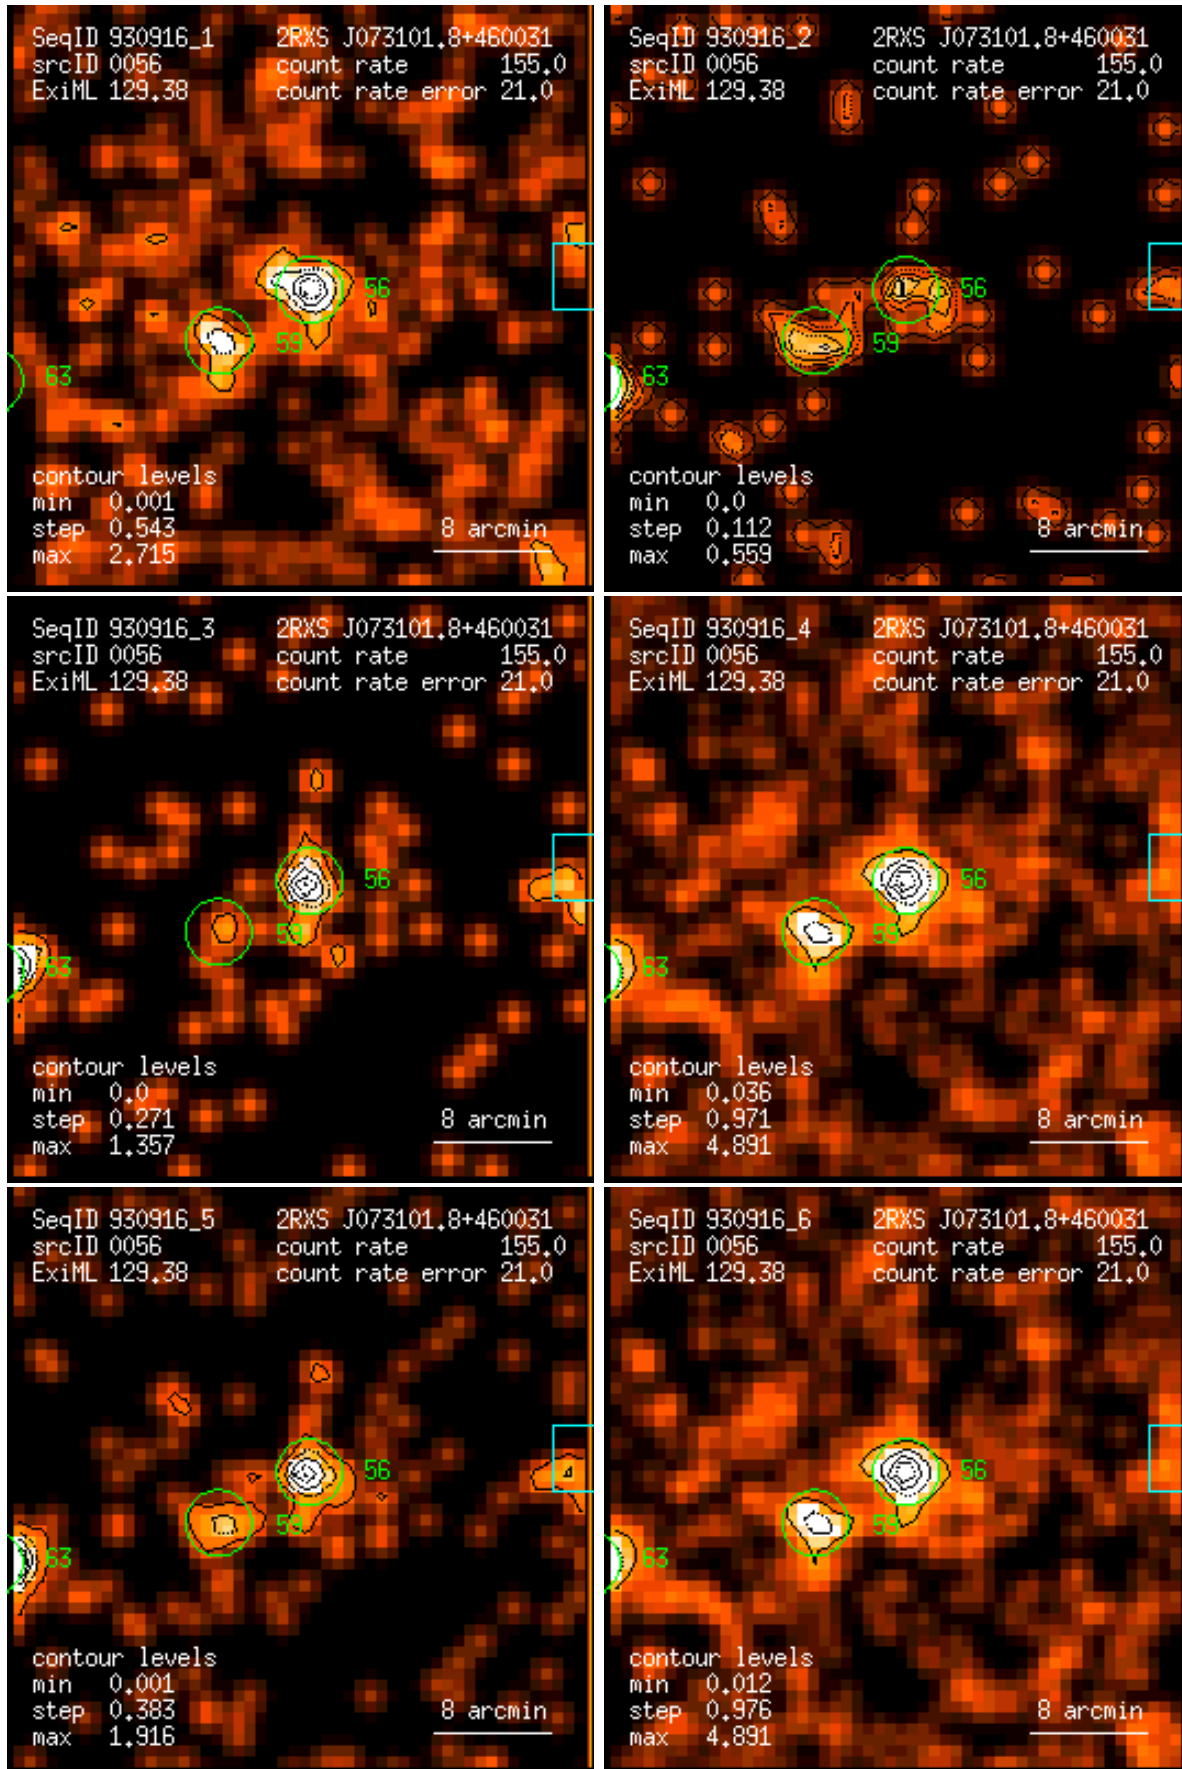 SeqID 930916_1 2RXS J073101.8+460031
srcID 0056 count rate 155.0
ExiML 129.38 count rate error 21.0
56
59
63
contour levels
min 0.001
step 0.543 8 arcmin
max 2.715
SeqID 930916_2 2RXS J073101.8+460031
srcID 0056 count rate 155.0
ExiML 129.38 count rate error 21.0
56
59
63
contour levels
min 0.0
step 0.112 8 arcmin
max 0.559
SeqID 930916_3 2RXS J073101.8+460031
srcID 0056 count rate 155.0
ExiML 129.38 count rate error 21.0
56
59
63
contour levels
min 0.0
step 0.271 8 arcmin
max 1.357
SeqID 930916_4 2RXS J073101.8+460031
srcID 0056 count rate 155.0
ExiML 129.38 count rate error 21.0
56
59
63
contour levels
min 0.036
step 0.971 8 arcmin
max 4.891
SeqID 930916_5 2RXS J073101.8+460031
srcID 0056 count rate 155.0
ExiML 129.38 count rate error 21.0
56
59
63
contour levels
min 0.001
step 0.383 8 arcmin
max 1.916
SeqID 930916_6 2RXS J073101.8+460031
srcID 0056 count rate 155.0
ExiML 129.38 count rate error 21.0
56
59
63
contour levels
min 0.012
step 0.976 8 arcmin
max 4.891